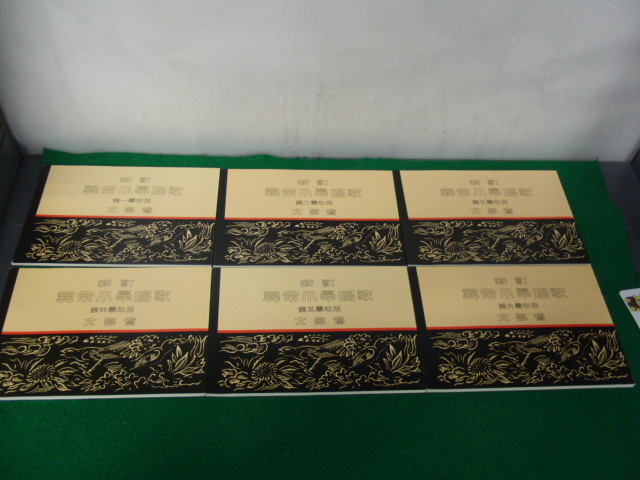 新訂
尋常小學唱歌
第一學年用
文部省
新訂
尋常小學唱歌
第二學年用
文部省
新訂
尋常小學唱歌
第三學年用
文部省
新訂
尋常小學唱歌
第四學年用
文部省
新訂
尋常小學唱歌
第五學年用
文部省
新訂
尋常小學唱歌
第六學年用
文部省